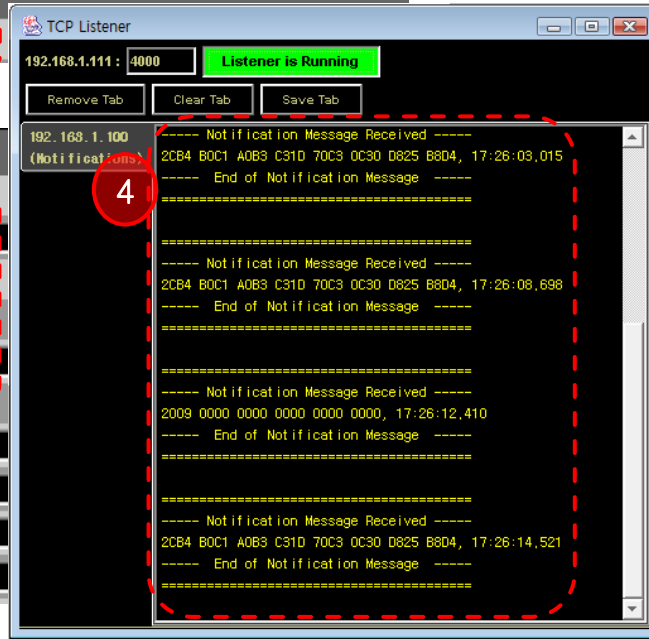 TCP Listener
192.168.1.111 : 4000 Listener is Running
Remove Tab Clear Tab Save Tab
192.168.1.100
(Notifications)
4
----- Notification Message Received -----
2CB4 B0C1 A0B3 C31D 70C3 0C30 D825 B8D4, 17:26:03,015
----- End of Notification Message -----
=========================================
=========================================
----- Notification Message Received -----
2CB4 B0C1 A0B3 C31D 70C3 0C30 D825 B8D4, 17:26:08,698
----- End of Notification Message -----
=========================================
=========================================
----- Notification Message Received -----
2009 0000 0000 0000 0000 0000, 17:26:12,410
----- End of Notification Message -----
=========================================
=========================================
----- Notification Message Received -----
2CB4 B0C1 A0B3 C31D 70C3 0C30 D825 B8D4, 17:26:14,521
----- End of Notification Message -----
=========================================